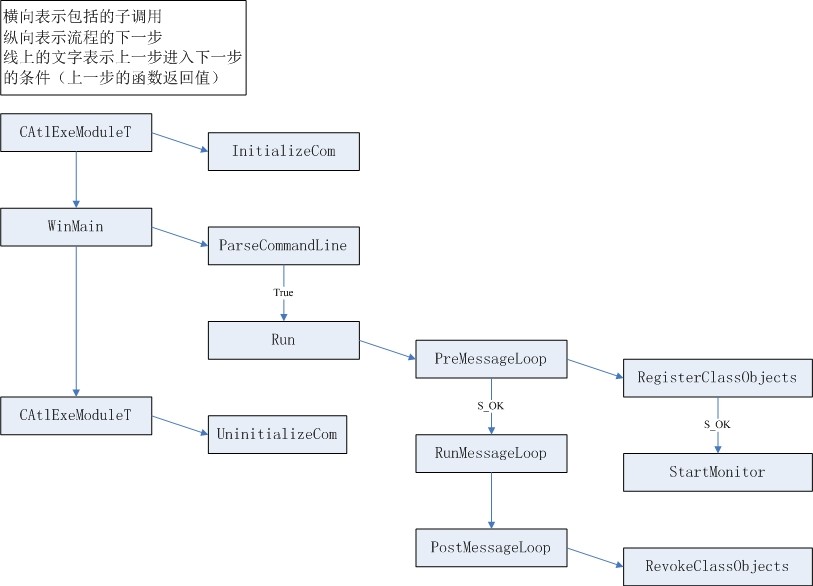 横向表示包括的子调用
纵向表示流程的下一步
线上的文字表示上一步进入下一步
的条件（上一步的函数返回值）
CAtlExeModuleT
InitializeCom
WinMain
ParseCommandLine
True
Run
PreMessageLoop
RegisterClassObjects
CAtlExeModuleT
S_OK
S_OK
UninitializeCom
RunMessageLoop
StartMonitor
PostMessageLoop
RevokeClassObjects